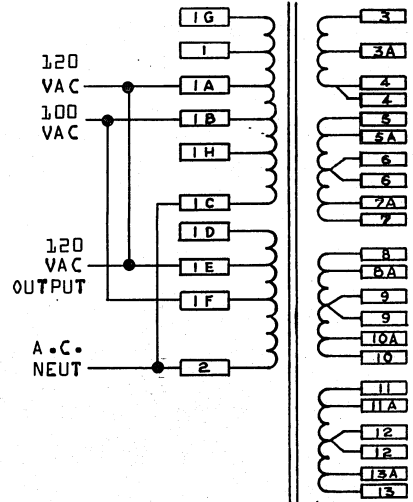 120
VAC
100
VAC
120
VAC
OUTPUT
A.C.
NEUT
1G
1
1A
1B
1H
1C
1D
1E
1F
2
3
3A
4
4
5
5A
6
6
7A
7
8
8A
9
9
10A
10
11
11A
12
12
13A
13